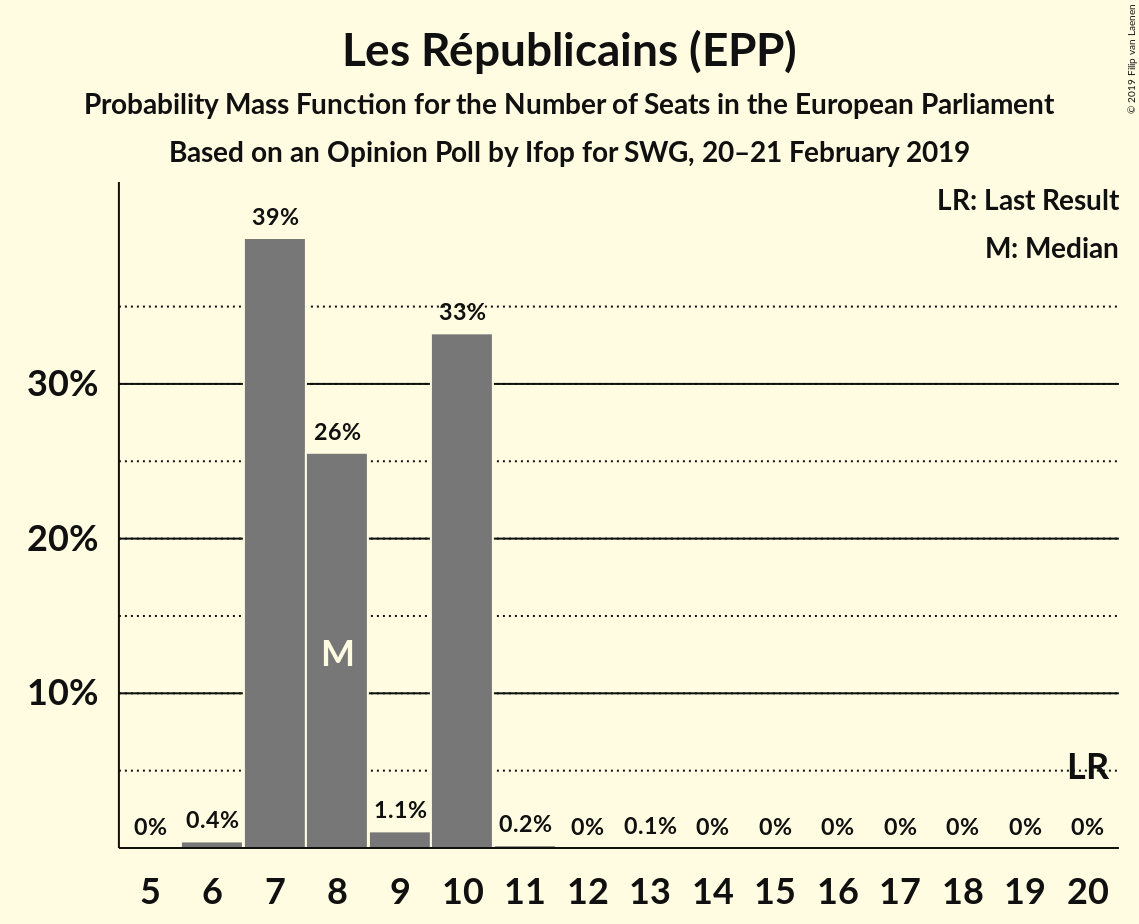 Les Républicains (EPP)
Probability Mass Function for the Number of Seats in the European Parliament
Based on an Opinion Poll by Ifop for SWG, 20–21 February 2019
© 2019 Filip van Laenen
LR: Last Result
M: Median
39%
33%
30%
26%
20%
M
10%
LR
0% 0.4% 1.1% 0.2% 0% 0.1% 0% 0% 0% 0% 0% 0% 0%
5 6 7 8 9 10 11 12 13 14 15 16 17 18 19 20